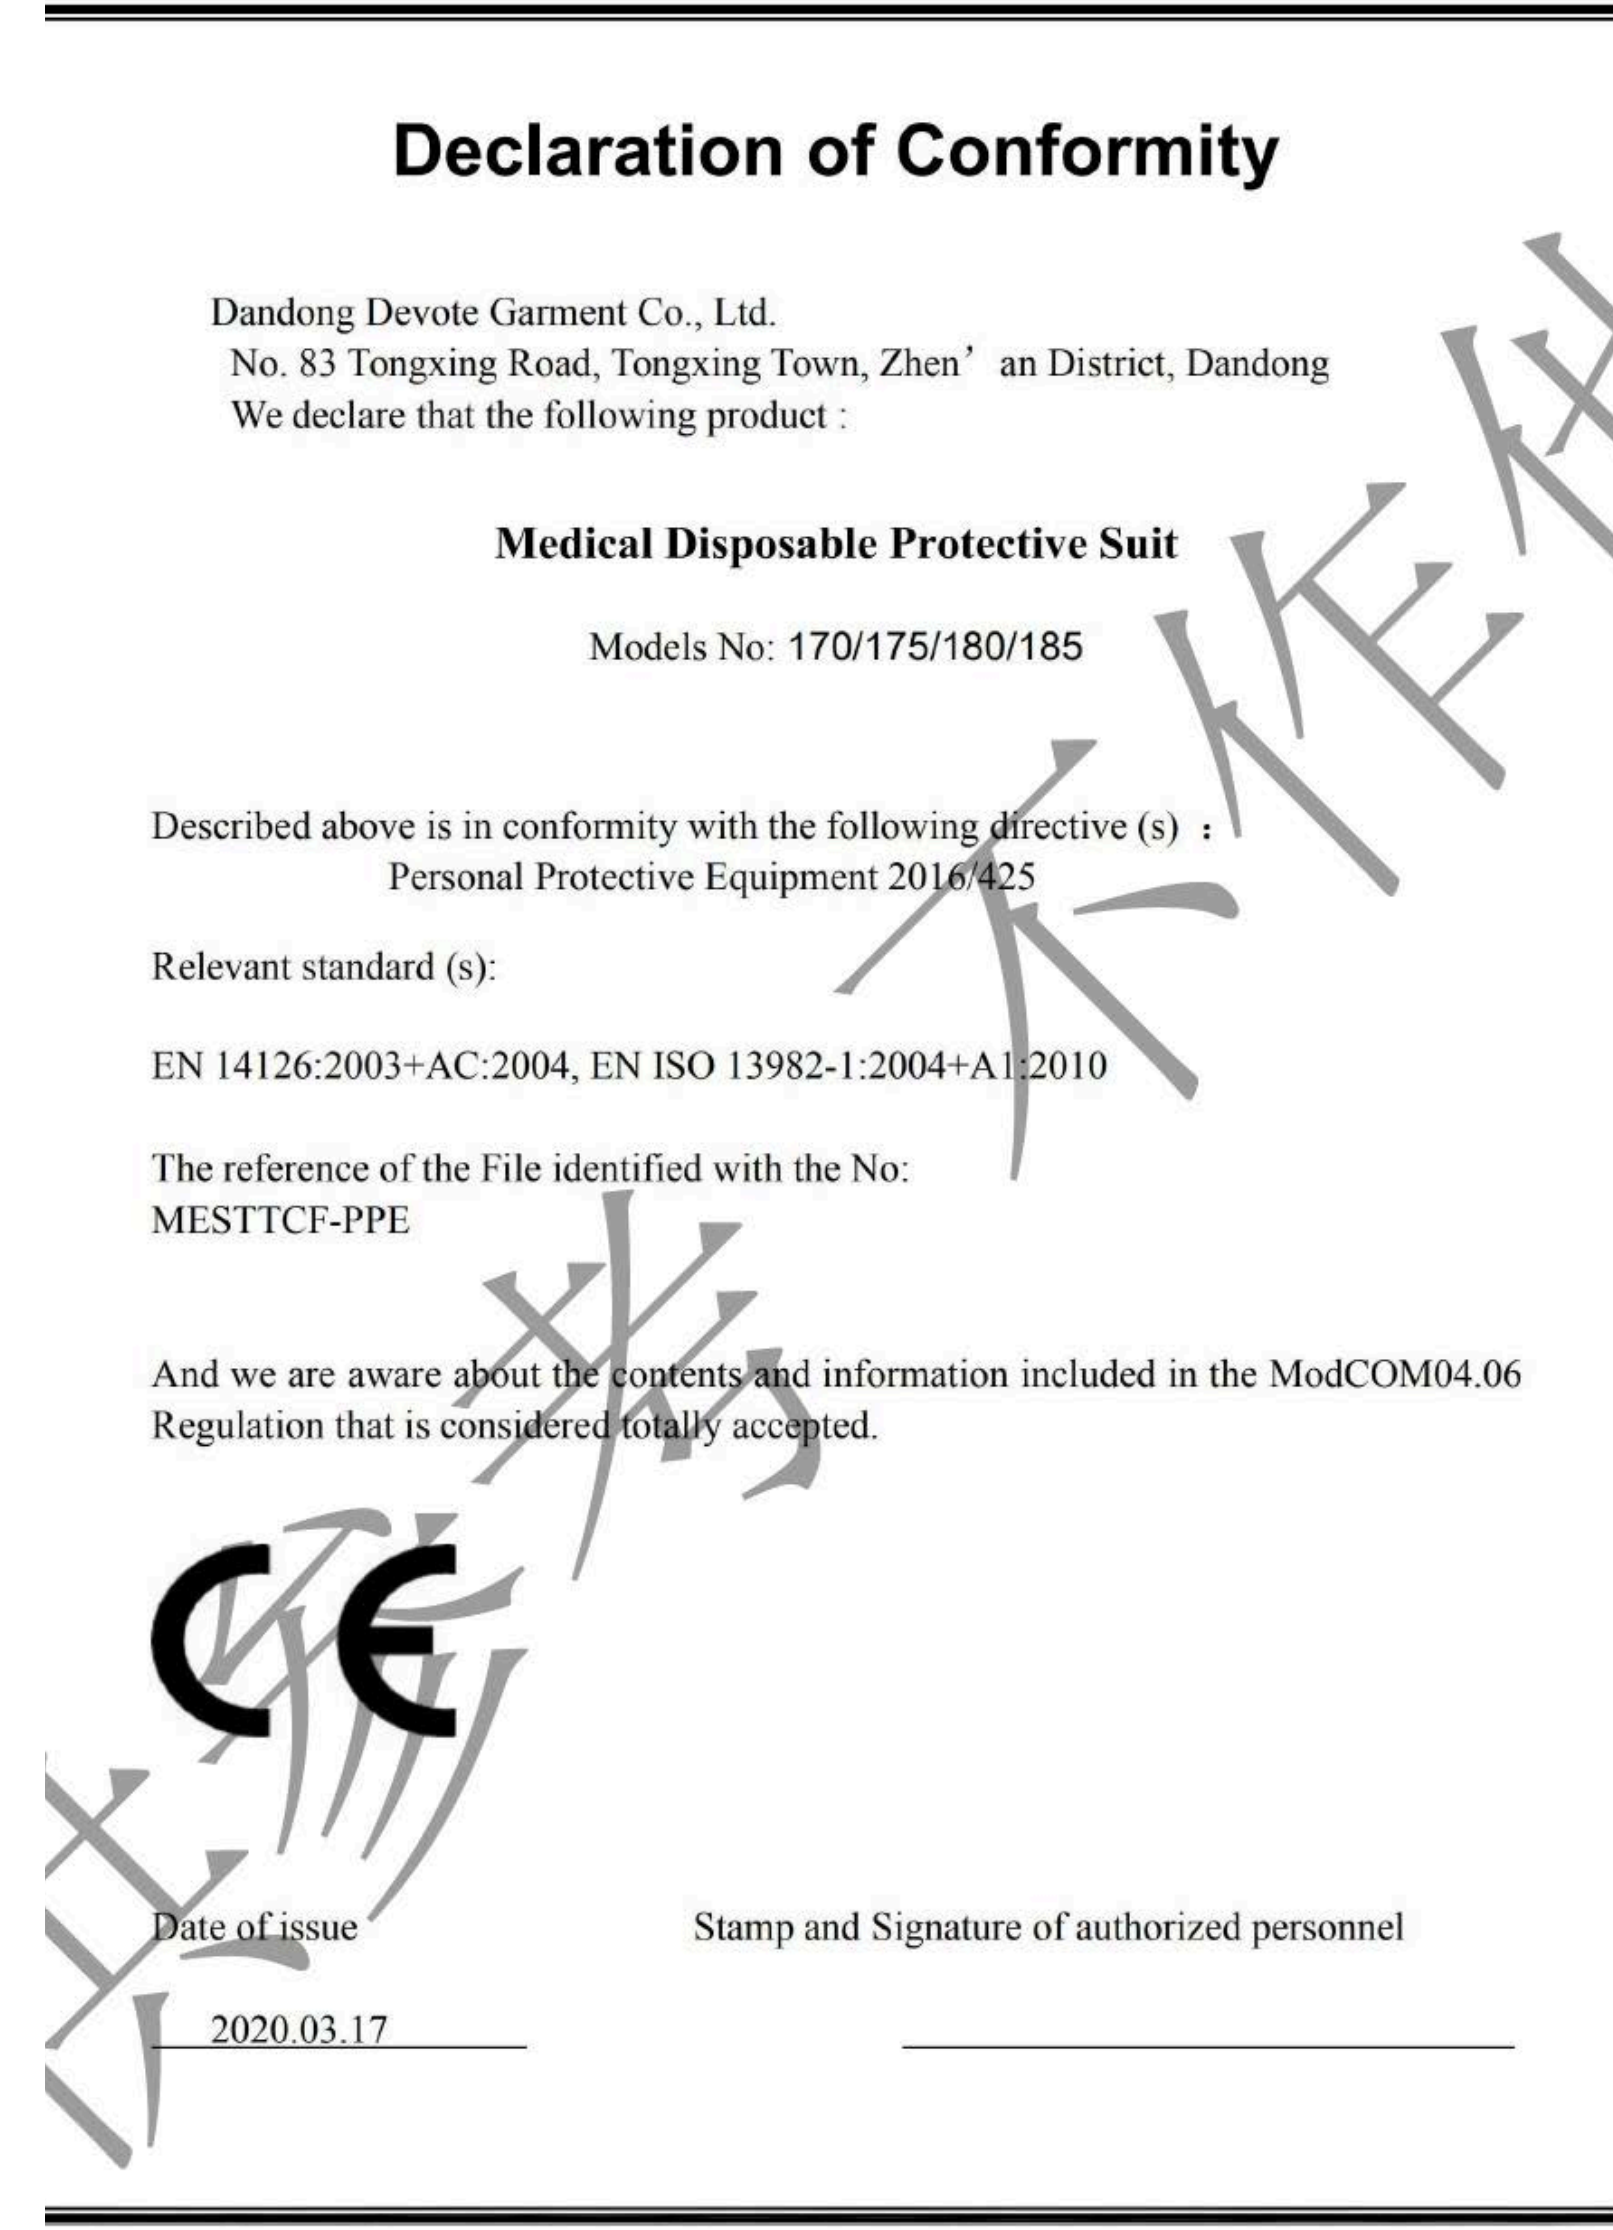 Declaration of Conformity
Dandong Devote Garment Co., Ltd.
No. 83 Tongxing Road, Tongxing Town, Zhen’ an District, Dandong
We declare that the following product :
Medical Disposable Protective Suit
Models No: 170/175/180/185
Described above is in conformity with the following directive (s) ：
Personal Protective Equipment 2016/425
Relevant standard (s):
EN 14126:2003+AC:2004, EN ISO 13982-1:2004+A1:2010
The reference of the File identified with the No:
MESTTCF-PPE
And we are aware about the contents and information included in the ModCOM04.06
Regulation that is considered totally accepted.
CE
Date of issue
Stamp and Signature of authorized personnel
2020.03.17
供参考
不作